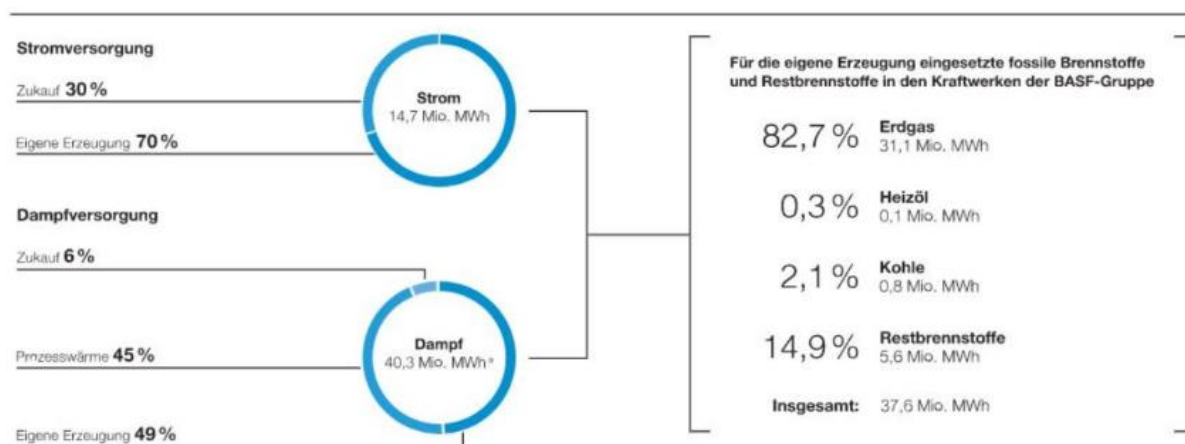 Stromversorgung
Zukauf 30 %
Eigene Erzeugung 70 %
Strom
14,7 Mio. MWh
Dampfversorgung
Zukauf 6 %
Prozesswärme 45 %
Eigene Erzeugung 49 %
Dampf
40,3 Mio. MWh ᵃ
Für die eigene Erzeugung eingesetzte fossile Brennstoffe
und Restbrennstoffe in den Kraftwerken der BASF-Gruppe
82,7 % Erdgas
31,1 Mio. MWh
0,3 % Heizöl
0,1 Mio. MWh
2,1 % Kohle
0,8 Mio. MWh
14,9 % Restbrennstoffe
5,6 Mio. MWh
Insgesamt: 37,6 Mio. MWh